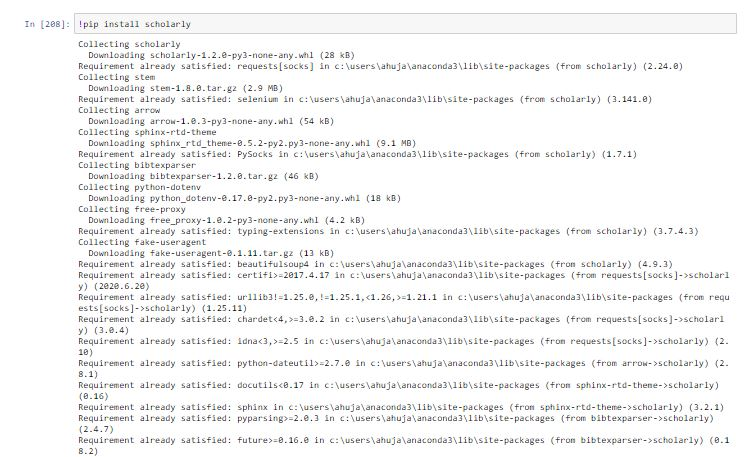 In [208]: !pip install scholarly
Collecting scholarly
Downloading scholarly-1.2.0-py3-none-any.whl (28 kB)
Requirement already satisfied: requests[socks] in c:\users\ahuja\anaconda3\lib\site-packages (from scholarly) (2.24.0)
Collecting stem
Downloading stem-1.8.0.tar.gz (2.9 MB)
Requirement already satisfied: selenium in c:\users\ahuja\anaconda3\lib\site-packages (from scholarly) (3.141.0)
Collecting arrow
Downloading arrow-1.0.3-py3-none-any.whl (54 kB)
Collecting sphinx-rtd-theme
Downloading sphinx_rtd_theme-0.5.2-py2.py3-none-any.whl (9.1 MB)
Requirement already satisfied: PySocks in c:\users\ahuja\anaconda3\lib\site-packages (from scholarly) (1.7.1)
Collecting bibtexparser
Downloading bibtexparser-1.2.0.tar.gz (46 kB)
Collecting python-dotenv
Downloading python_dotenv-0.17.0-py2.py3-none-any.whl (18 kB)
Collecting free-proxy
Downloading free_proxy-1.0.2-py3-none-any.whl (4.2 kB)
Requirement already satisfied: typing-extensions in c:\users\ahuja\anaconda3\lib\site-packages (from scholarly) (3.7.4.3)
Collecting fake-useragent
Downloading fake-useragent-0.1.11.tar.gz (13 kB)
Requirement already satisfied: beautifulsoup4 in c:\users\ahuja\anaconda3\lib\site-packages (from scholarly) (4.9.3)
Requirement already satisfied: certifi>=2017.4.17 in c:\users\ahuja\anaconda3\lib\site-packages (from requests[socks]->scholarl
y) (2020.6.20)
Requirement already satisfied: urllib3!=1.25.0,!=1.25.1,<1.26,>=1.21.1 in c:\users\ahuja\anaconda3\lib\site-packages (from requ
ests[socks]->scholarly) (1.25.11)
Requirement already satisfied: chardet<4,>=3.0.2 in c:\users\ahuja\anaconda3\lib\site-packages (from requests[socks]->scholarl
y) (3.0.4)
Requirement already satisfied: idna<3,>=2.5 in c:\users\ahuja\anaconda3\lib\site-packages (from requests[socks]->scholarly) (2.
10)
Requirement already satisfied: python-dateutil>=2.7.0 in c:\users\ahuja\anaconda3\lib\site-packages (from arrow->scholarly) (2.
8.1)
Requirement already satisfied: docutils<0.17 in c:\users\ahuja\anaconda3\lib\site-packages (from sphinx-rtd-theme->scholarly)
(0.16)
Requirement already satisfied: sphinx in c:\users\ahuja\anaconda3\lib\site-packages (from sphinx-rtd-theme->scholarly) (3.2.1)
Requirement already satisfied: pyparsing>=2.0.3 in c:\users\ahuja\anaconda3\lib\site-packages (from bibtexparser->scholarly)
(2.4.7)
Requirement already satisfied: future>=0.16.0 in c:\users\ahuja\anaconda3\lib\site-packages (from bibtexparser->scholarly) (0.1
8.2)